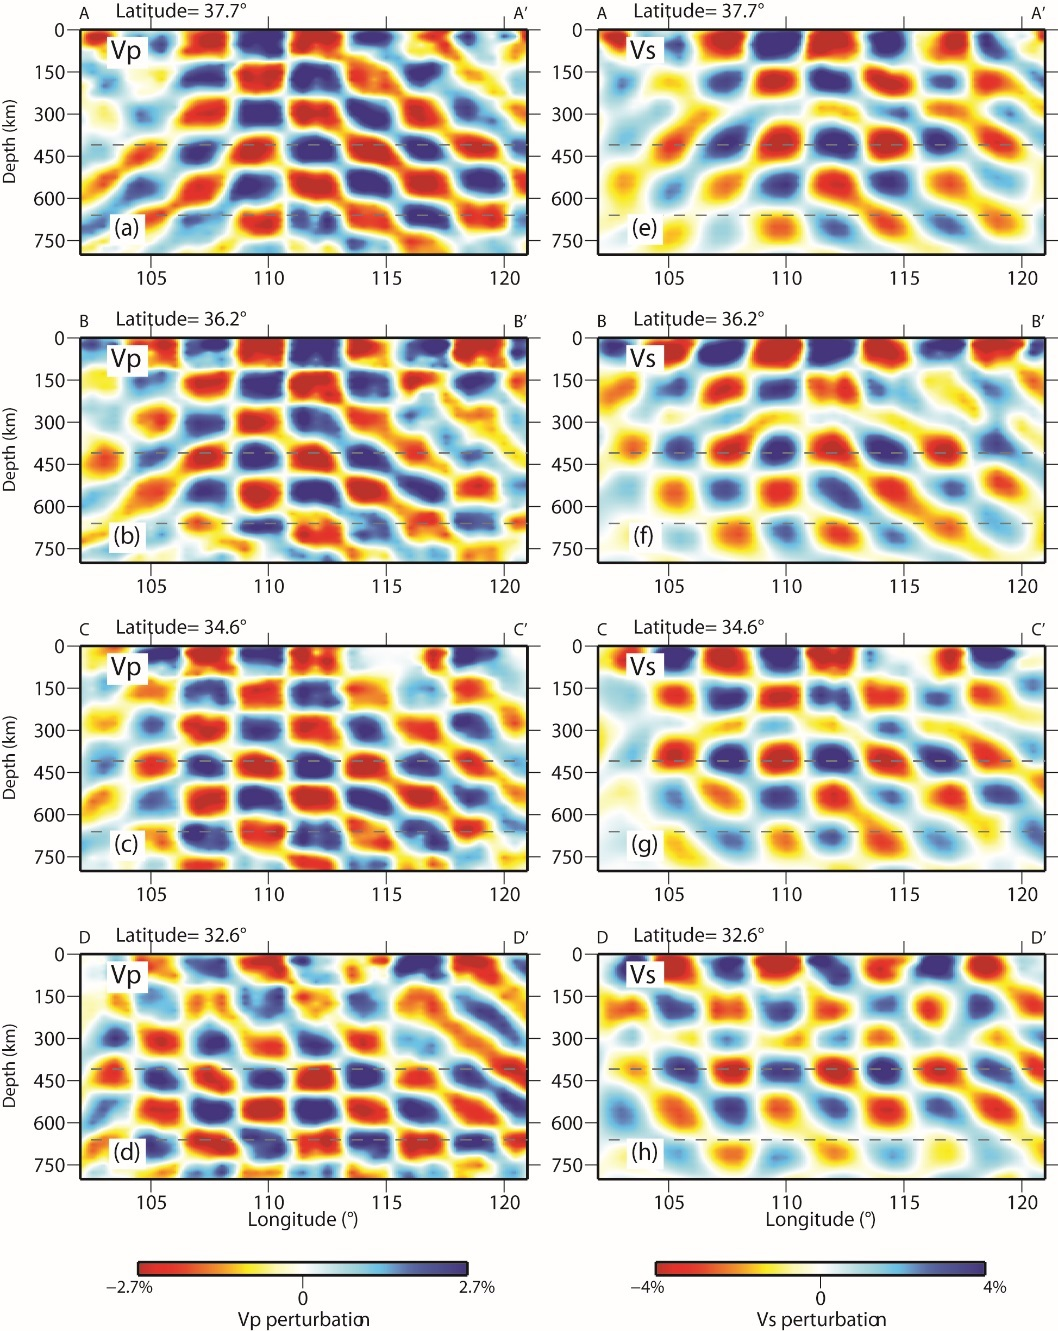 A Latitude= 37.7° A’ A Latitude= 37.7° A’
0 Vp Vs
150
300
450
600
750
Depth (km)
(a) (e)
105 110 115 120 105 110 115 120
B Latitude= 36.2° B’ B Latitude= 36.2° B’
0 Vp 0 Vs
150 150
300 300
450 450
600 600
750 750
Depth (km)
(b) (f)
105 110 115 120 105 110 115 120
C Latitude= 34.6° C’ C Latitude= 34.6° C’
0 Vp 0 Vs
150 150
300 300
450 450
600 600
750 750
Depth (km)
(c) (g)
105 110 115 120 105 110 115 120
D Latitude= 32.6° D’ D Latitude= 32.6° D’
0 Vp 0 Vs
150 150
300 300
450 450
600 600
750 750
Depth (km)
(d) (h)
105 110 115 120 105 110 115 120
Longitude (°) Longitude (°)
−2.7% 0 2.7% −4% 0 4%
Vp perturbation Vs perturbation